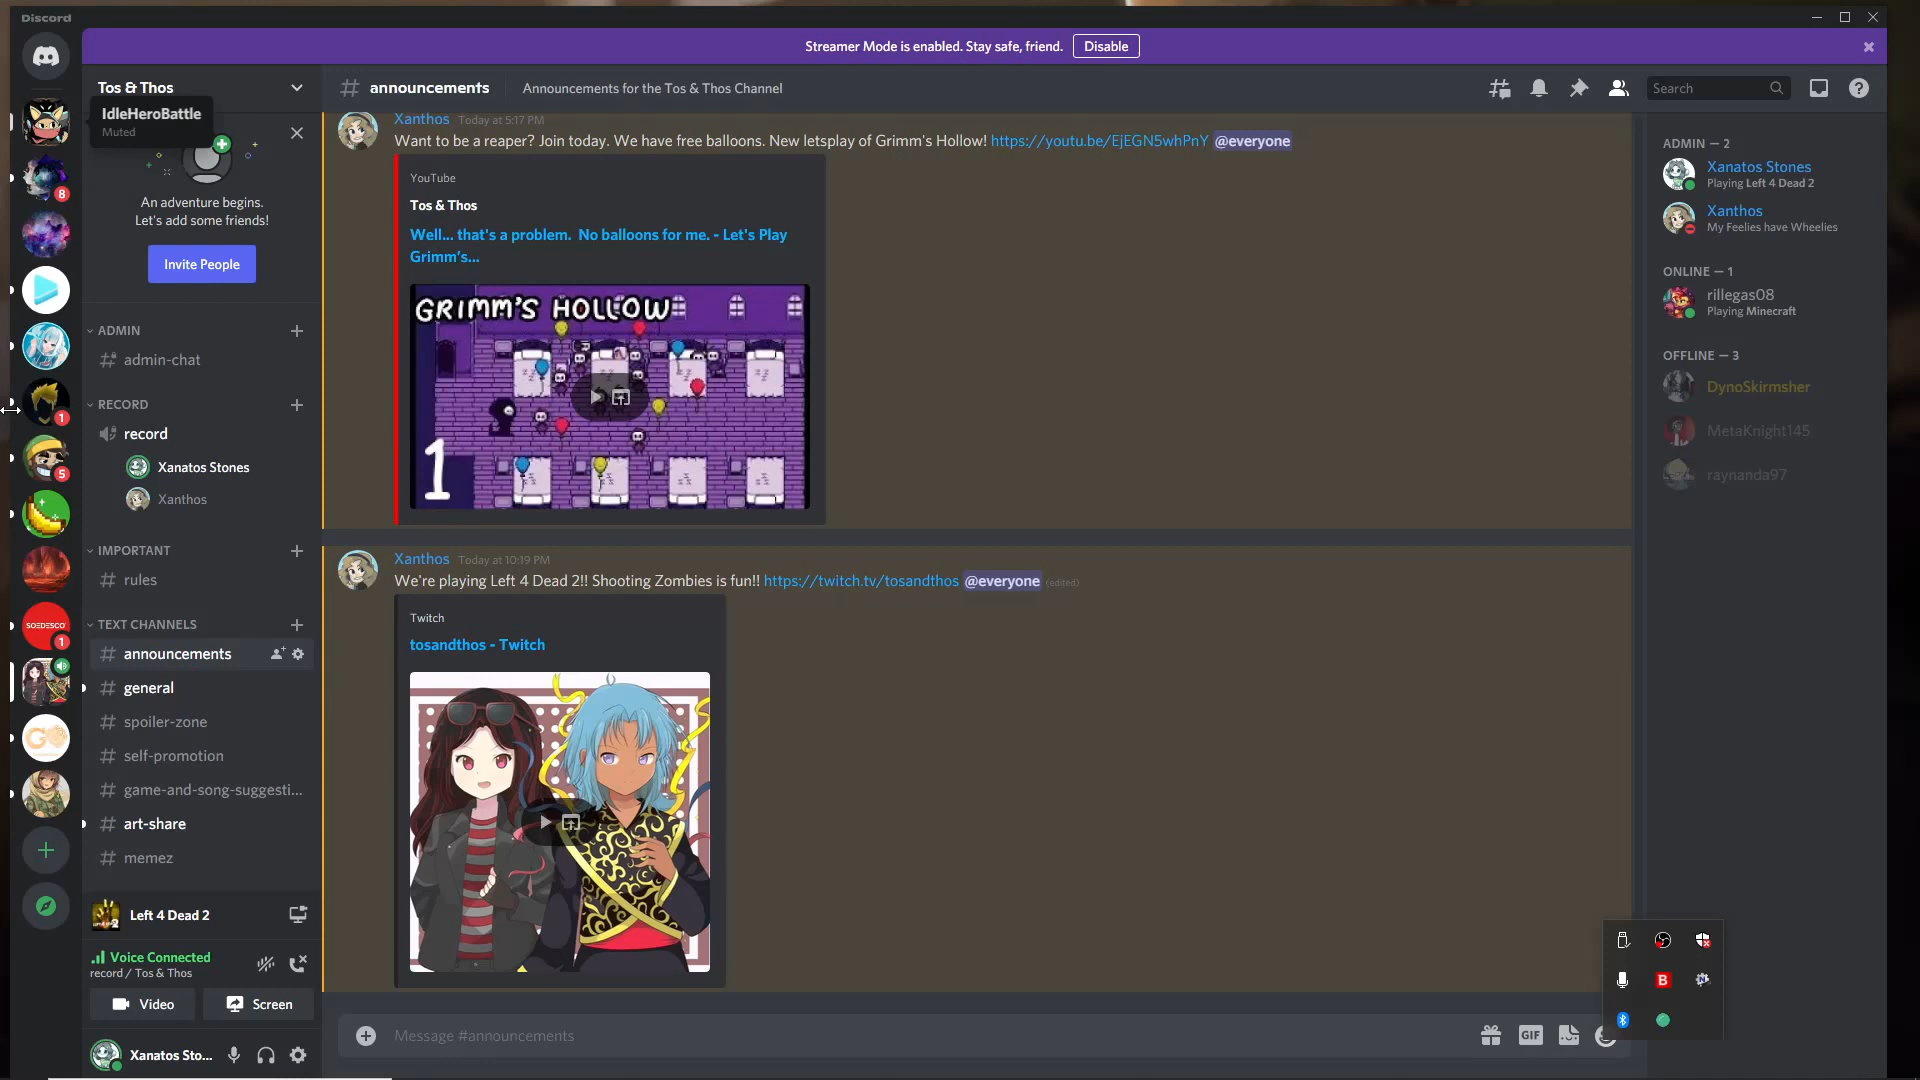 Discord
Streamer Mode is enabled. Stay safe, friend.
Disable
Tos & Thos
IdleHeroBattle
Muted
An adventure begins.
Let's add some friends!
Invite People
ADMIN
admin-chat
RECORD
record
Xanatos Stones
Xanthos
IMPORTANT
rules
TEXT CHANNELS
announcements
general
spoiler-zone
self-promotion
game-and-song-suggesti...
art-share
memez
Left 4 Dead 2
Voice Connected
record / Tos & Thos
Video
Screen
Xanatos Sto...
8
1
5
SOEDESCO
1
announcements
Announcements for the Tos & Thos Channel
Search
Xanthos Today at 5:17 PM
Want to be a reaper? Join today. We have free balloons. New letsplay of Grimm's Hollow! https://youtu.be/EjEGN5whPnY @everyone
YouTube
Tos & Thos
Well... that's a problem. No balloons for me. - Let's Play
Grimm's...
GRIMM'S HOLLOW
1
Xanthos Today at 10:19 PM
We're playing Left 4 Dead 2!! Shooting Zombies is fun!! https://twitch.tv/tosandthos @everyone (edited)
Twitch
tosandthos - Twitch
Message #announcements
GIF
ADMIN — 2
Xanatos Stones
Playing Left 4 Dead 2
Xanthos
My Feelies have Wheelies
ONLINE — 1
rillegas08
Playing Minecraft
OFFLINE — 3
DynoSkirmsher
MetaKnight145
raynanda97
B